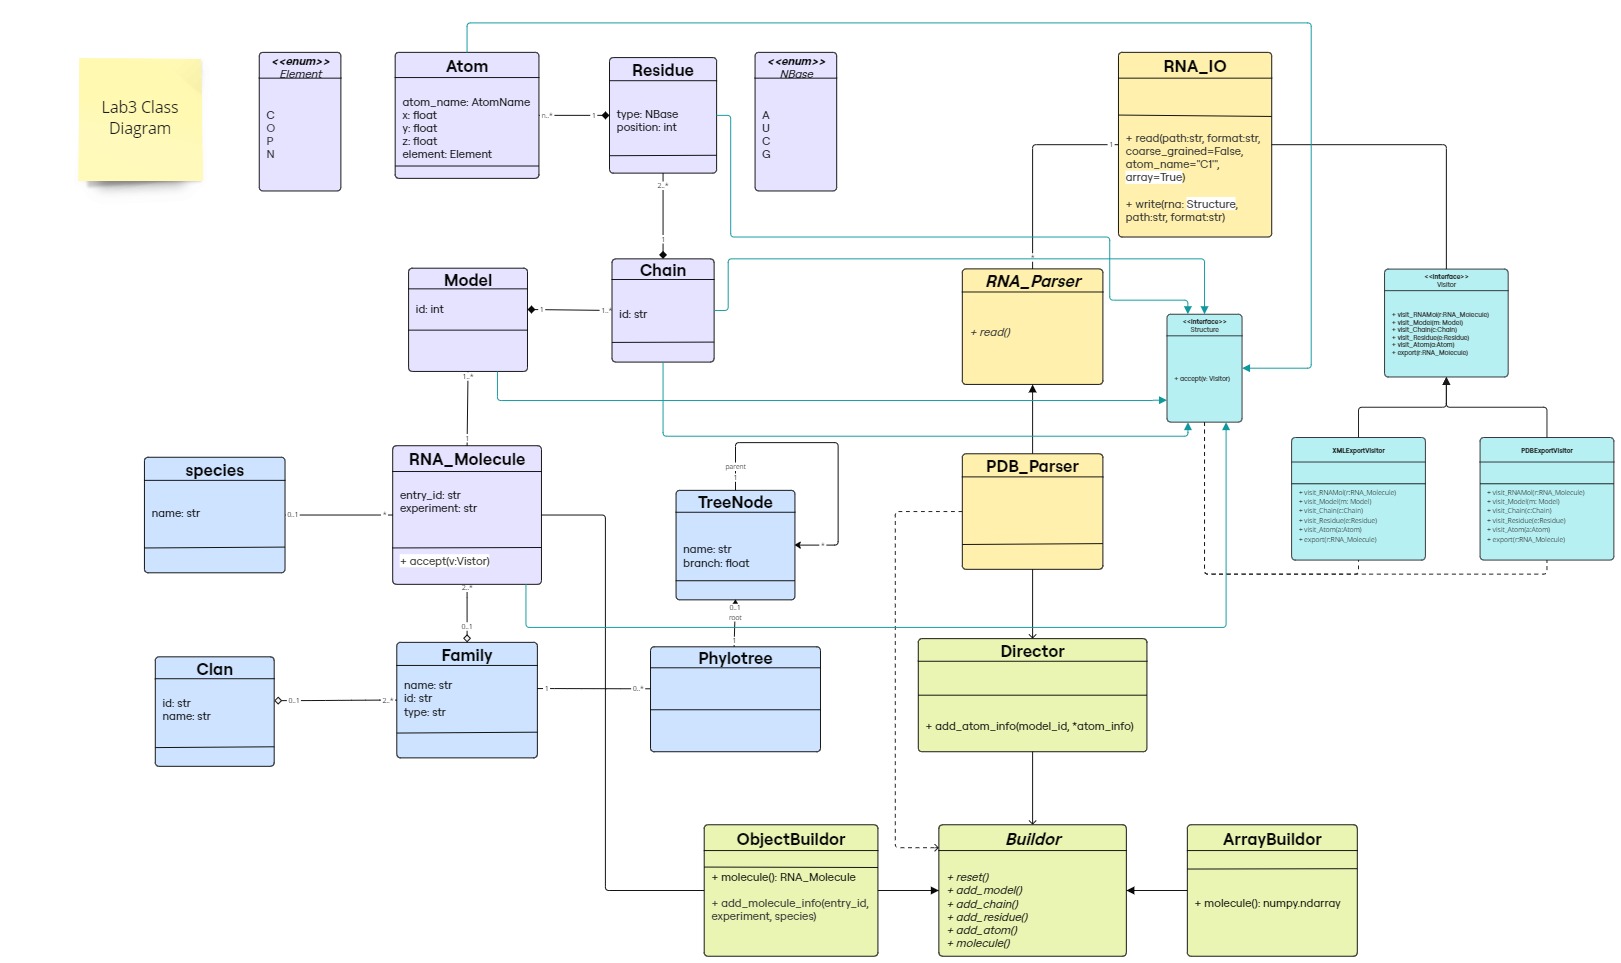 Lab3 Class
Diagram
<<enum>>
Element
C
O
P
N
Atom
atom_name: AtomName
x: float
y: float
z: float
element: Element
n..*
1
Residue
type: NBase
position: int
2..*
1
<<enum>>
NBase
A
U
C
G
RNA_IO
+ read(path:str, format:str,
coarse_grained=False,
atom_name="C1'",
array=True)
+ write(rna: Structure,
path:str, format:str)
1
*
Model
id: int
1
1..*
Chain
id: str
1..*
1
RNA_Parser
+ read()
<<interface>>
Structure
+ accept(v: Visitor)
<<interface>>
Visitor
+ visit_RNAMol(r:RNA_Molecule)
+ visit_Model(m: Model)
+ visit_Chain(c:Chain)
+ visit_Residue(e:Residue)
+ visit_Atom(a:Atom)
+ export(r:RNA_Molecule)
species
name: str
0..1
*
RNA_Molecule
entry_id: str
experiment: str
+ accept(v:Vistor)
2..*
0..1
parent
1
TreeNode
name: str
branch: float
*
0..1
root
1
PDB_Parser
XMLExportVisitor
+ visit_RNAMol(r:RNA_Molecule)
+ visit_Model(m: Model)
+ visit_Chain(c:Chain)
+ visit_Residue(e:Residue)
+ visit_Atom(a:Atom)
+ export(r:RNA_Molecule)
PDBExportVisitor
+ visit_RNAMol(r:RNA_Molecule)
+ visit_Model(m: Model)
+ visit_Chain(c:Chain)
+ visit_Residue(e:Residue)
+ visit_Atom(a:Atom)
+ export(r:RNA_Molecule)
Clan
id: str
name: str
0..1
2..*
Family
name: str
id: str
type: str
1
0..*
Phylotree
Director
+ add_atom_info(model_id, *atom_info)
ObjectBuildor
+ molecule(): RNA_Molecule
+ add_molecule_info(entry_id,
experiment, species)
Buildor
+ reset()
+ add_model()
+ add_chain()
+ add_residue()
+ add_atom()
+ molecule()
ArrayBuildor
+ molecule(): numpy.ndarray